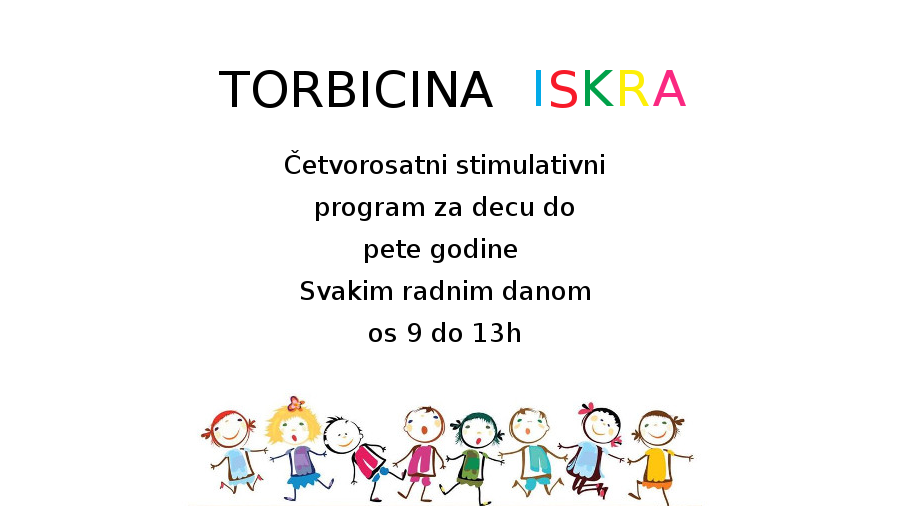 TORBICINA ISKRA
Četvorosatni stimulativni
program za decu do
pete godine
Svakim radnim danom
os 9 do 13h